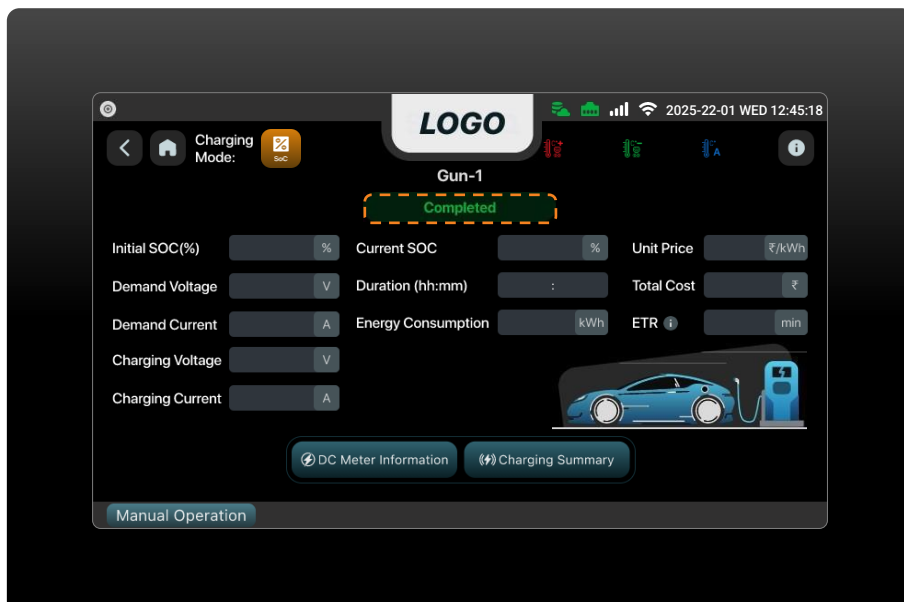 LOGO
2025-22-01 WED 12:45:18
Charging
Mode:
%
SoC
A
Gun-1
Completed
Initial SOC(%) %
Current SOC %
Unit Price ₹/kWh
Demand Voltage V
Duration (hh:mm) :
Total Cost ₹
Demand Current A
Energy Consumption kWh
ETR i min
Charging Voltage V
Charging Current A
DC Meter Information
Charging Summary
Manual Operation